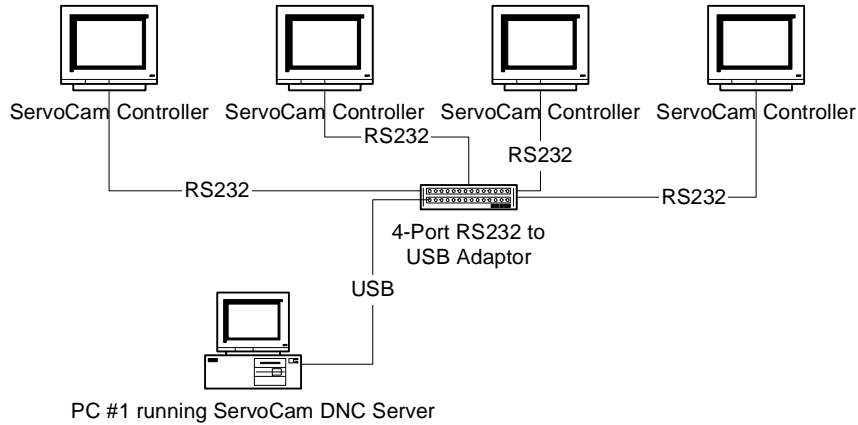 ServoCam Controller
ServoCam Controller
ServoCam Controller
ServoCam Controller
RS232
RS232
RS232
RS232
4-Port RS232 to
USB Adaptor
USB
PC #1 running ServoCam DNC Server